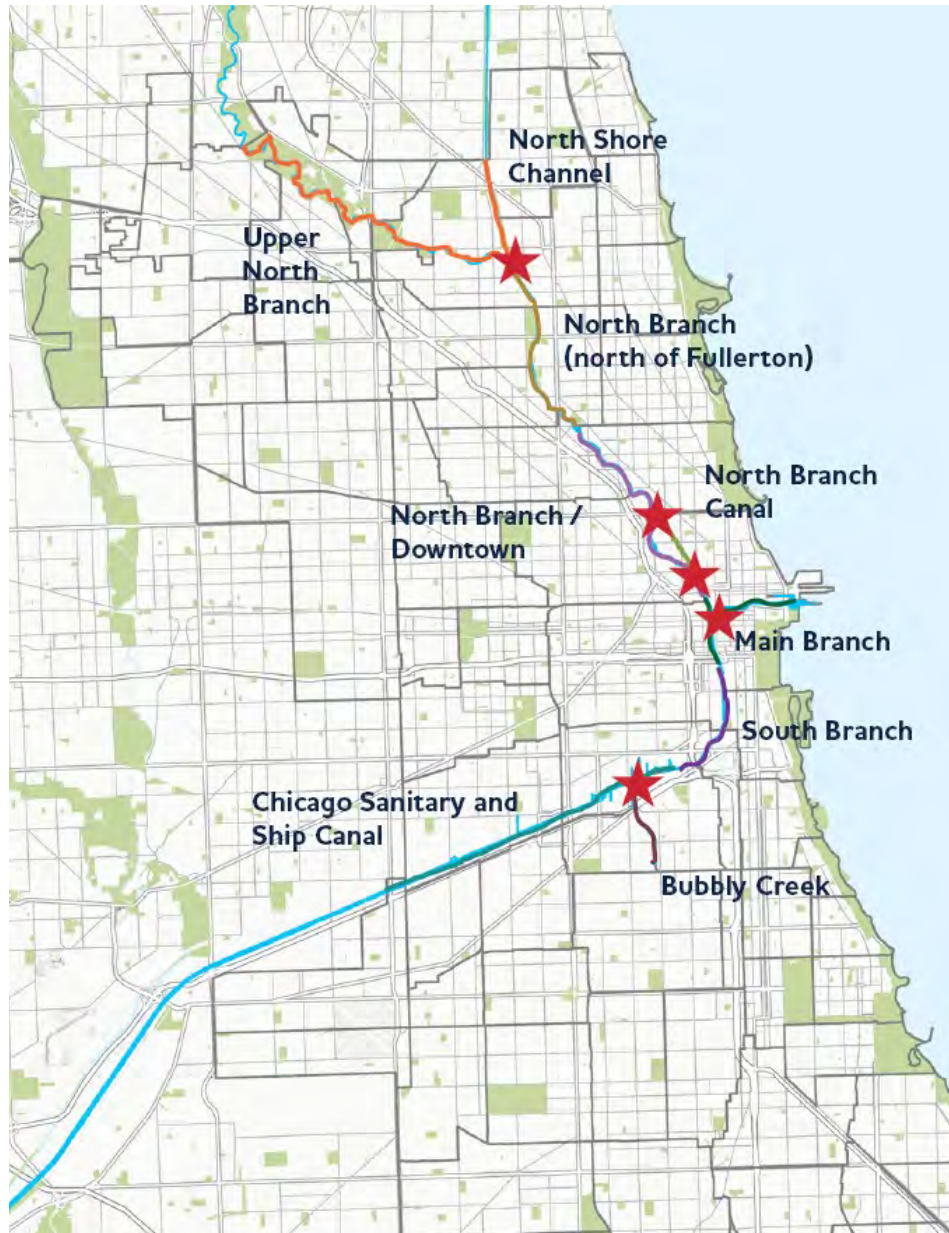 North Shore
Channel
Upper
North
Branch
North Branch
(north of Fullerton)
North Branch
Canal
North Branch /
Downtown
Main Branch
South Branch
Chicago Sanitary and
Ship Canal
Bubbly Creek